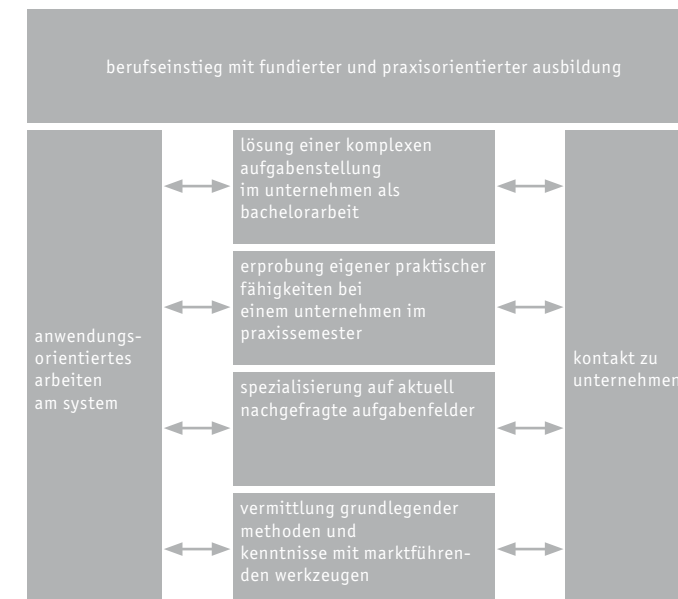 berufseinstieg mit fundierter und praxisorientierter ausbildung
lösung einer komplexen
aufgabenstellung
im unternehmen als
bachelorarbeit
erprobung eigener praktischer
fähigkeiten bei
einem unternehmen im
praxissemester
anwendungs-
orientiertes
arbeiten
am system
kontakt zu
unternehmen
spezialisierung auf aktuell
nachgefragte aufgabenfelder
vermittlung grundlegender
methoden und
kenntnisse mit marktführen-
den werkzeugen